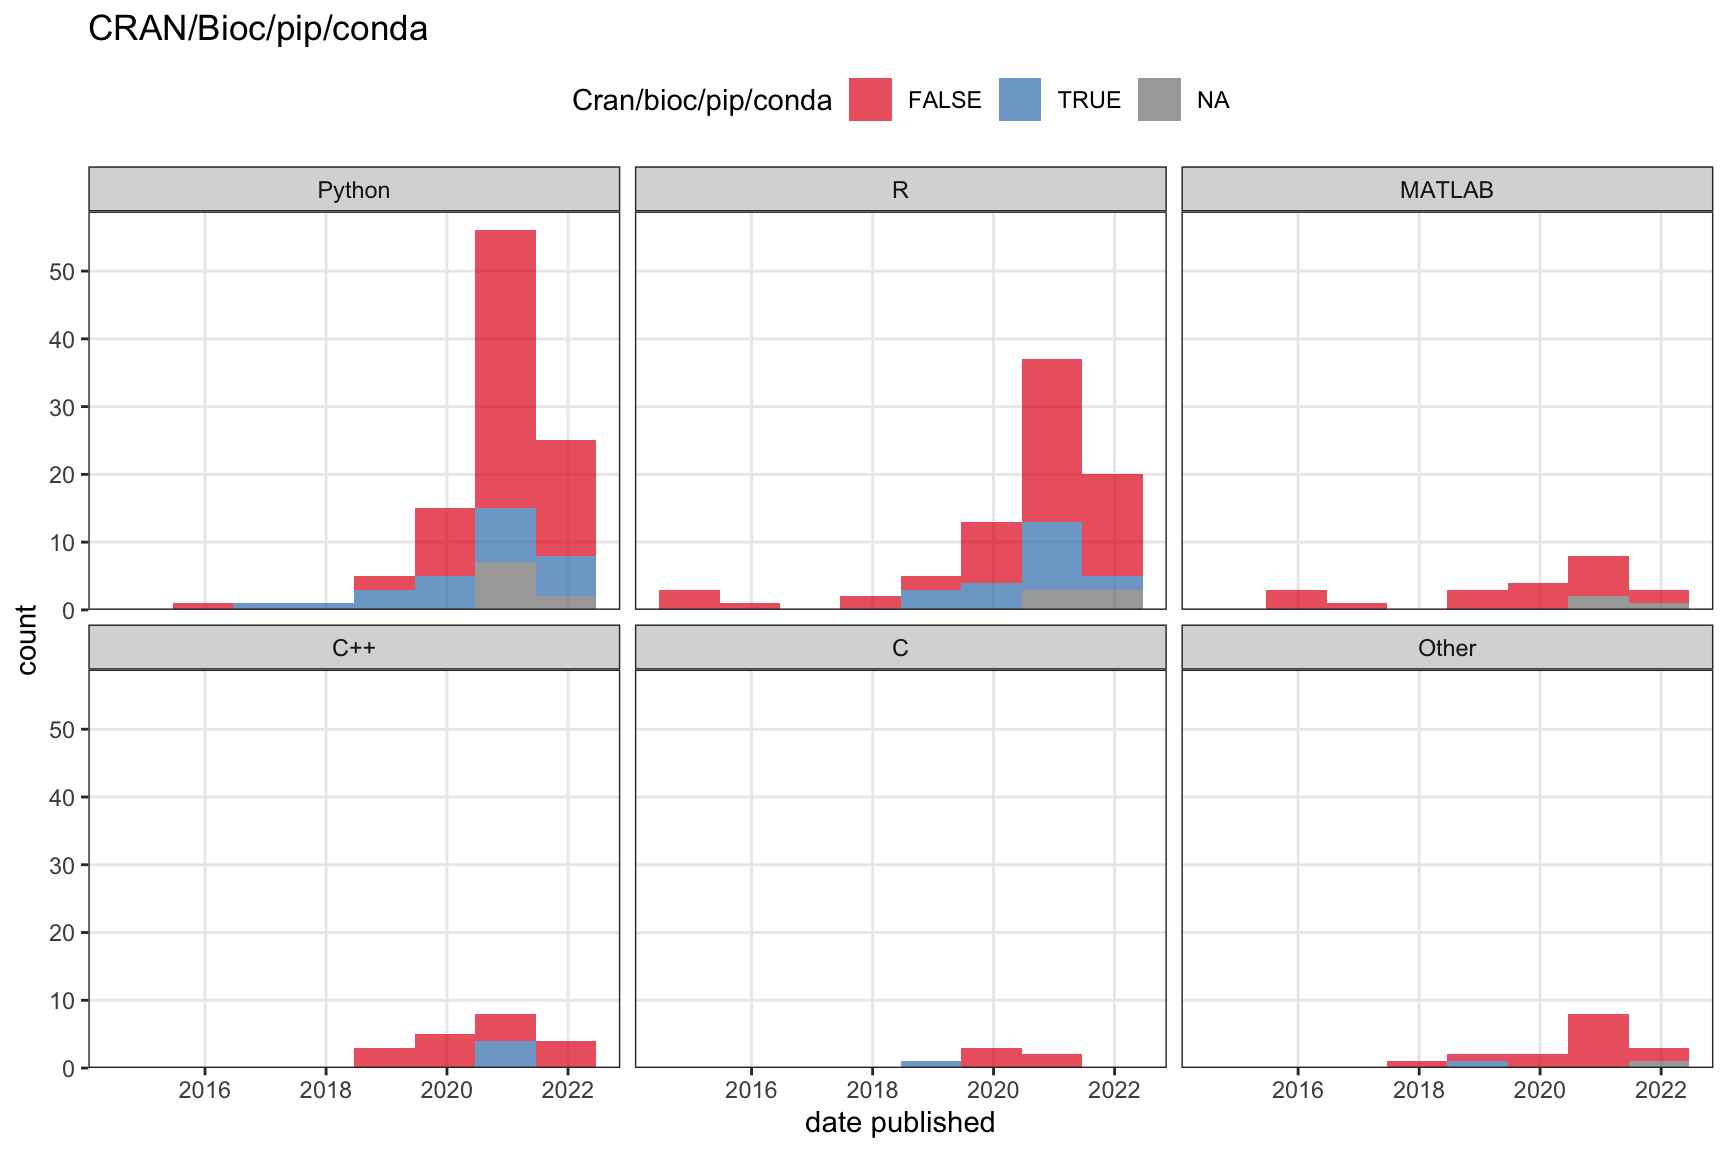 CRAN/Bioc/pip/conda
Cran/bioc/pip/conda FALSE TRUE NA
Python R MATLAB
50
40
30
20
10
0
C++ C Other
50
40
30
20
10
0
count
2016 2018 2020 2022 2016 2018 2020 2022 2016 2018 2020 2022
date published